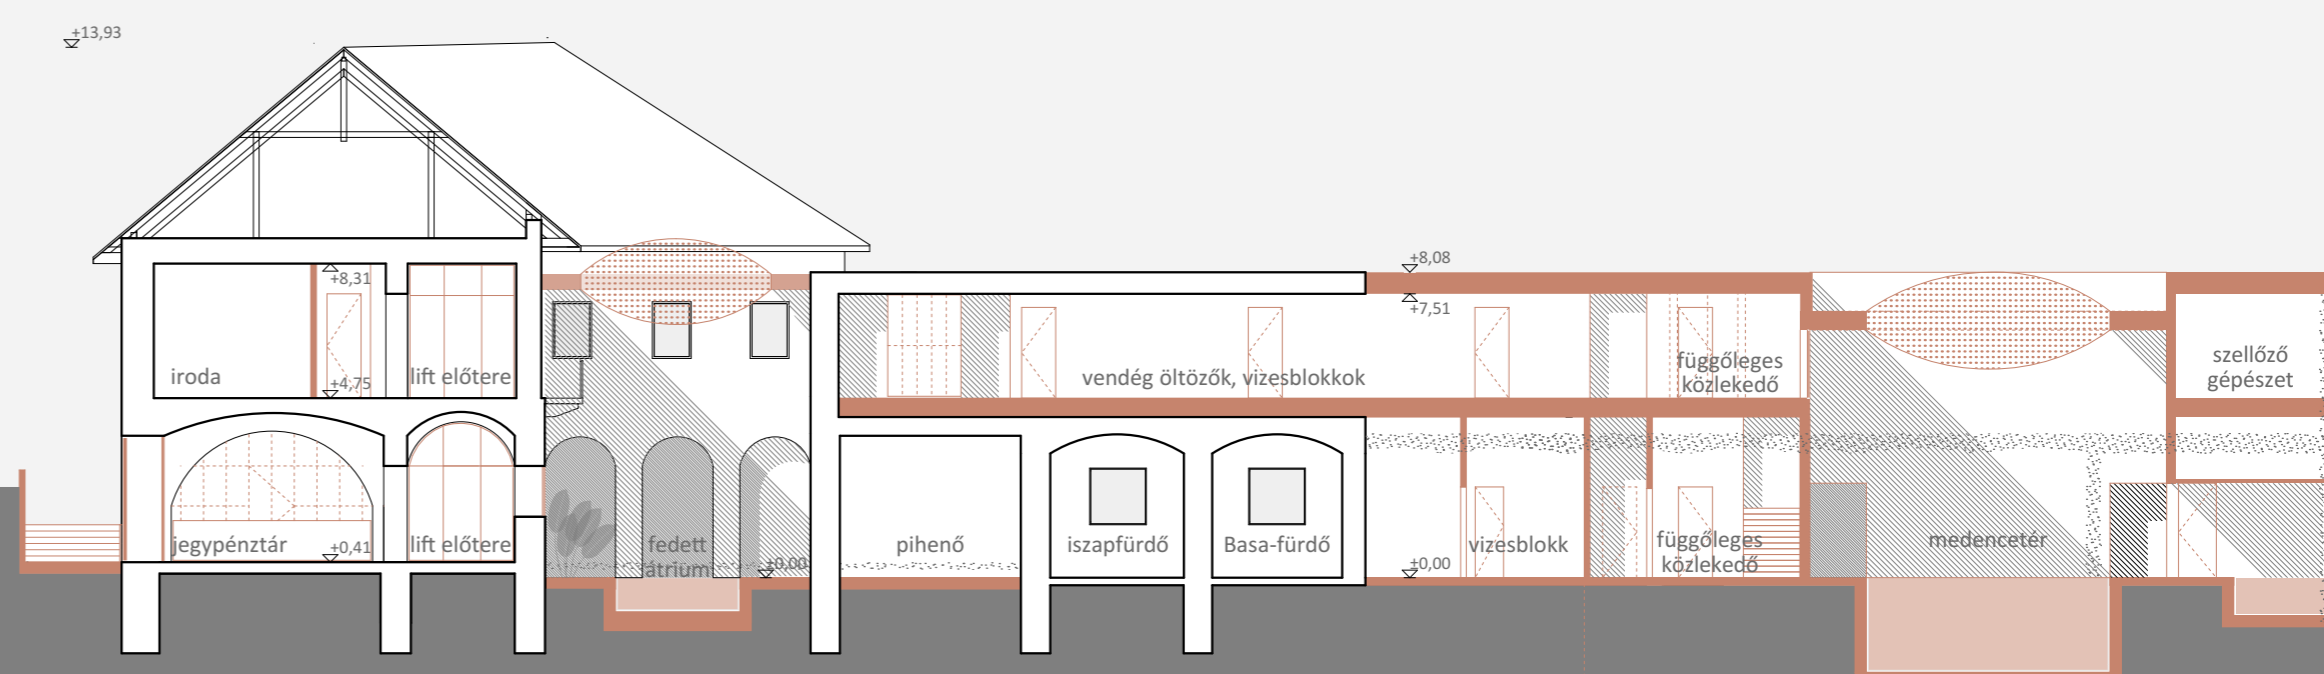 +13,93
+8,08
+8,31
+7,51
iroda
+4,75
lift előtere
vendég öltözők, vizesblokkok
függőleges
közlekedő
szellőző
gépészet
jegypénztár
+0,41
lift előtere
fedett
átrium
±0,00
pihenő
iszapfürdő
Basa-fürdő
±0,00
vizesblokk
függőleges
közlekedő
medencetér